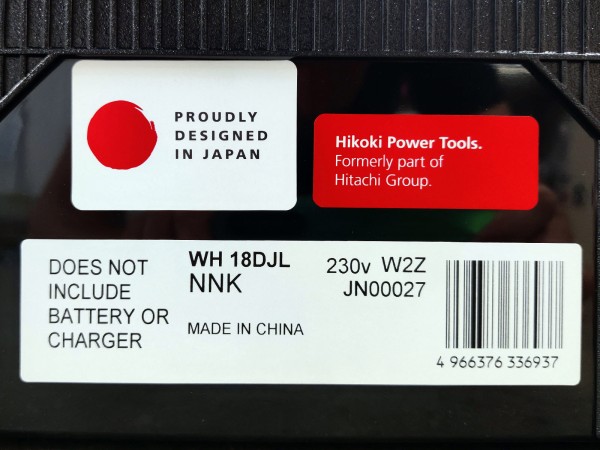 PROUDLY
DESIGNED
IN JAPAN
Hikoki Power Tools.
Formerly part of
Hitachi Group.
DOES NOT
INCLUDE
BATTERY OR
CHARGER
WH 18DJL
NNK
MADE IN CHINA
230v W2Z
JN00027
4 966376 336937